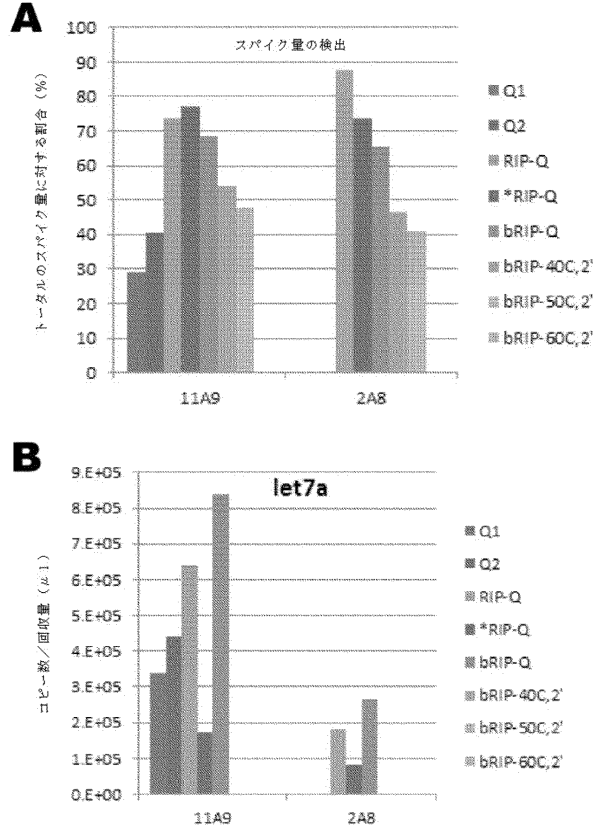 A
スパイク量の検出
トータルのスパイク量に対する割合（%）
100
90
80
70
60
50
40
30
20
10
0
11A9
2A8
Q1
Q2
RIP-Q
*RIP-Q
bRIP-Q
bRIP-40C,2'
bRIP-50C,2'
bRIP-60C,2'
B
let7a
コピー数／回収量（μl）
9.E+05
8.E+05
7.E+05
6.E+05
5.E+05
4.E+05
3.E+05
2.E+05
1.E+05
0.E+00
11A9
2A8
Q1
Q2
RIP-Q
*RIP-Q
bRIP-Q
bRIP-40C,2'
bRIP-50C,2'
bRIP-60C,2'